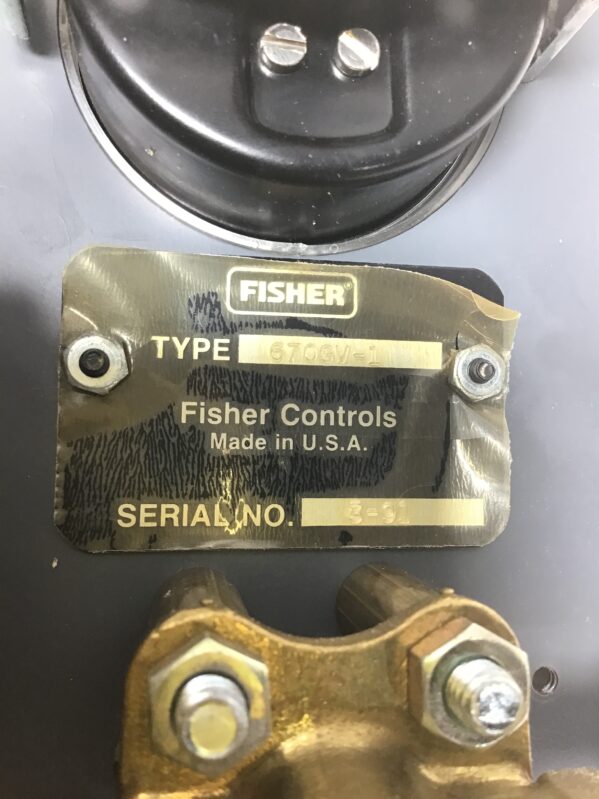 FISHER
TYPE 670GV-1
Fisher Controls
Made in U.S.A.
SERIAL NO.